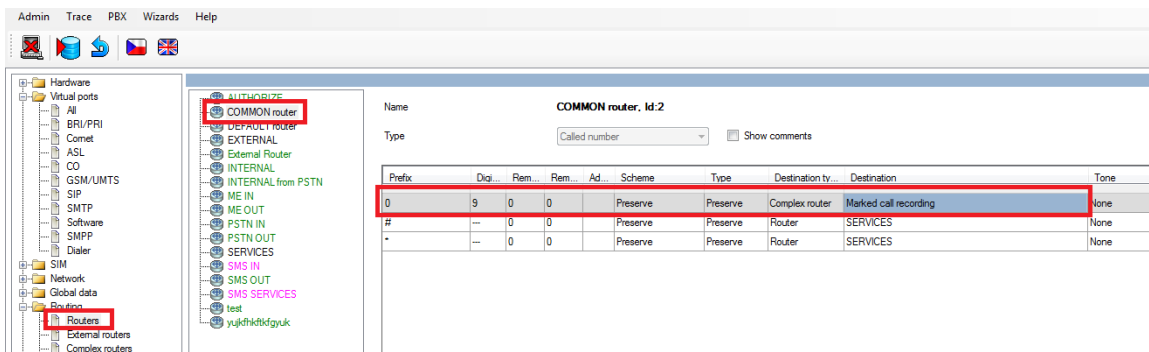 Admin Trace PBX Wizards Help
Hardware
Virtual ports
All
BRI/PRI
Comet
ASL
CO
GSM/UMTS
SIP
SMTP
Software
SMPP
Dialer
SIM
Network
Global data
Routing
Routers
External routers
Complex routers
AUTHORIZE
COMMON router
DEFAULT router
EXTERNAL
External Router
INTERNAL
INTERNAL from PSTN
ME IN
ME OUT
PSTN IN
PSTN OUT
SERVICES
SMS IN
SMS OUT
SMS SERVICES
test
yujkfhkftkfgyuk
Name COMMON router, Id:2
Type Called number Show comments
Prefix Digi... Rem... Rem... Ad... Scheme Type Destination ty... Destination Tone
0 9 0 0 Preserve Preserve Complex router Marked call recording None
# --- 0 0 Preserve Preserve Router SERVICES None
* --- 0 0 Preserve Preserve Router SERVICES None